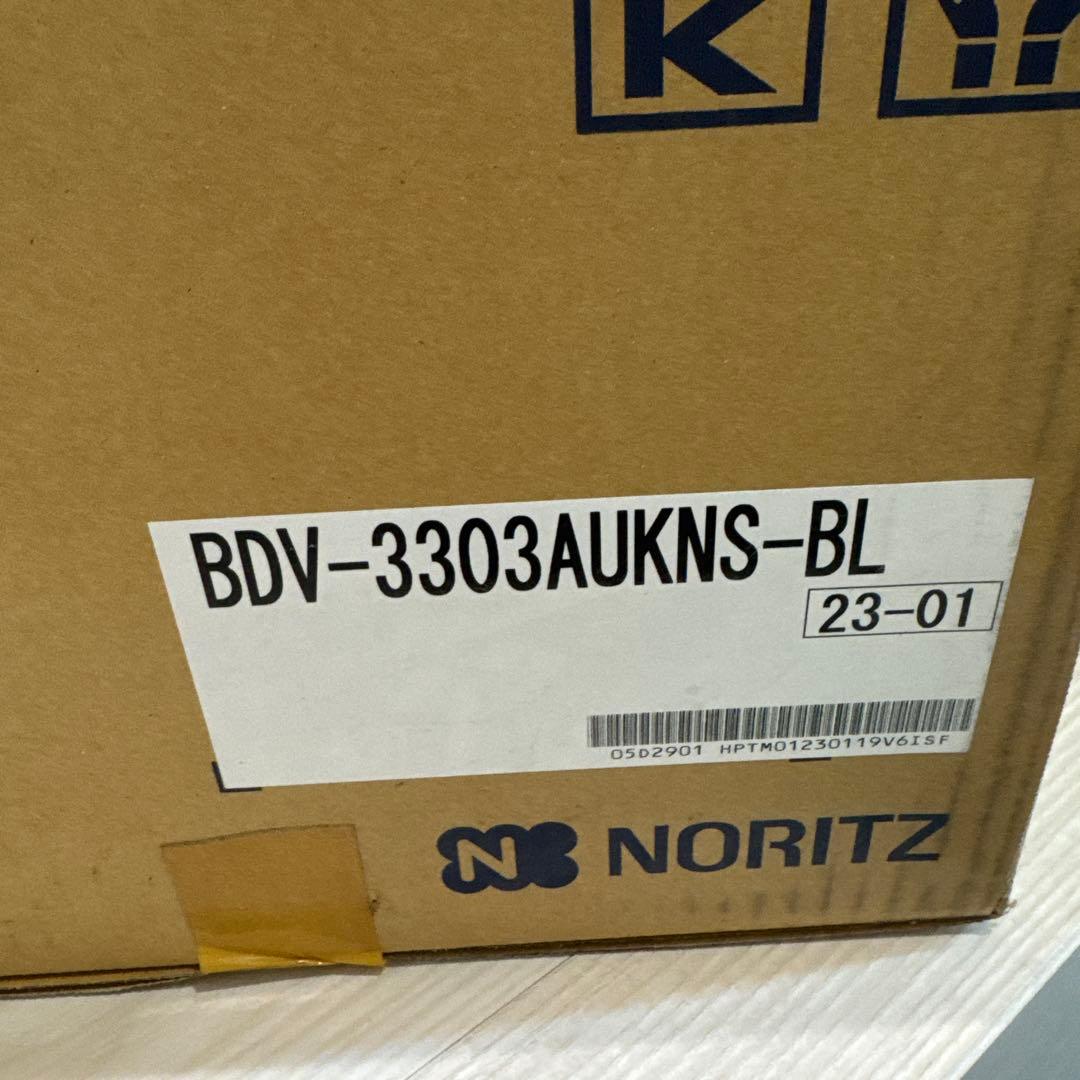 K
BDV-3303AUKNS-BL
23-01
05D2901 HPTM01230119V6ISF
N NORITZ